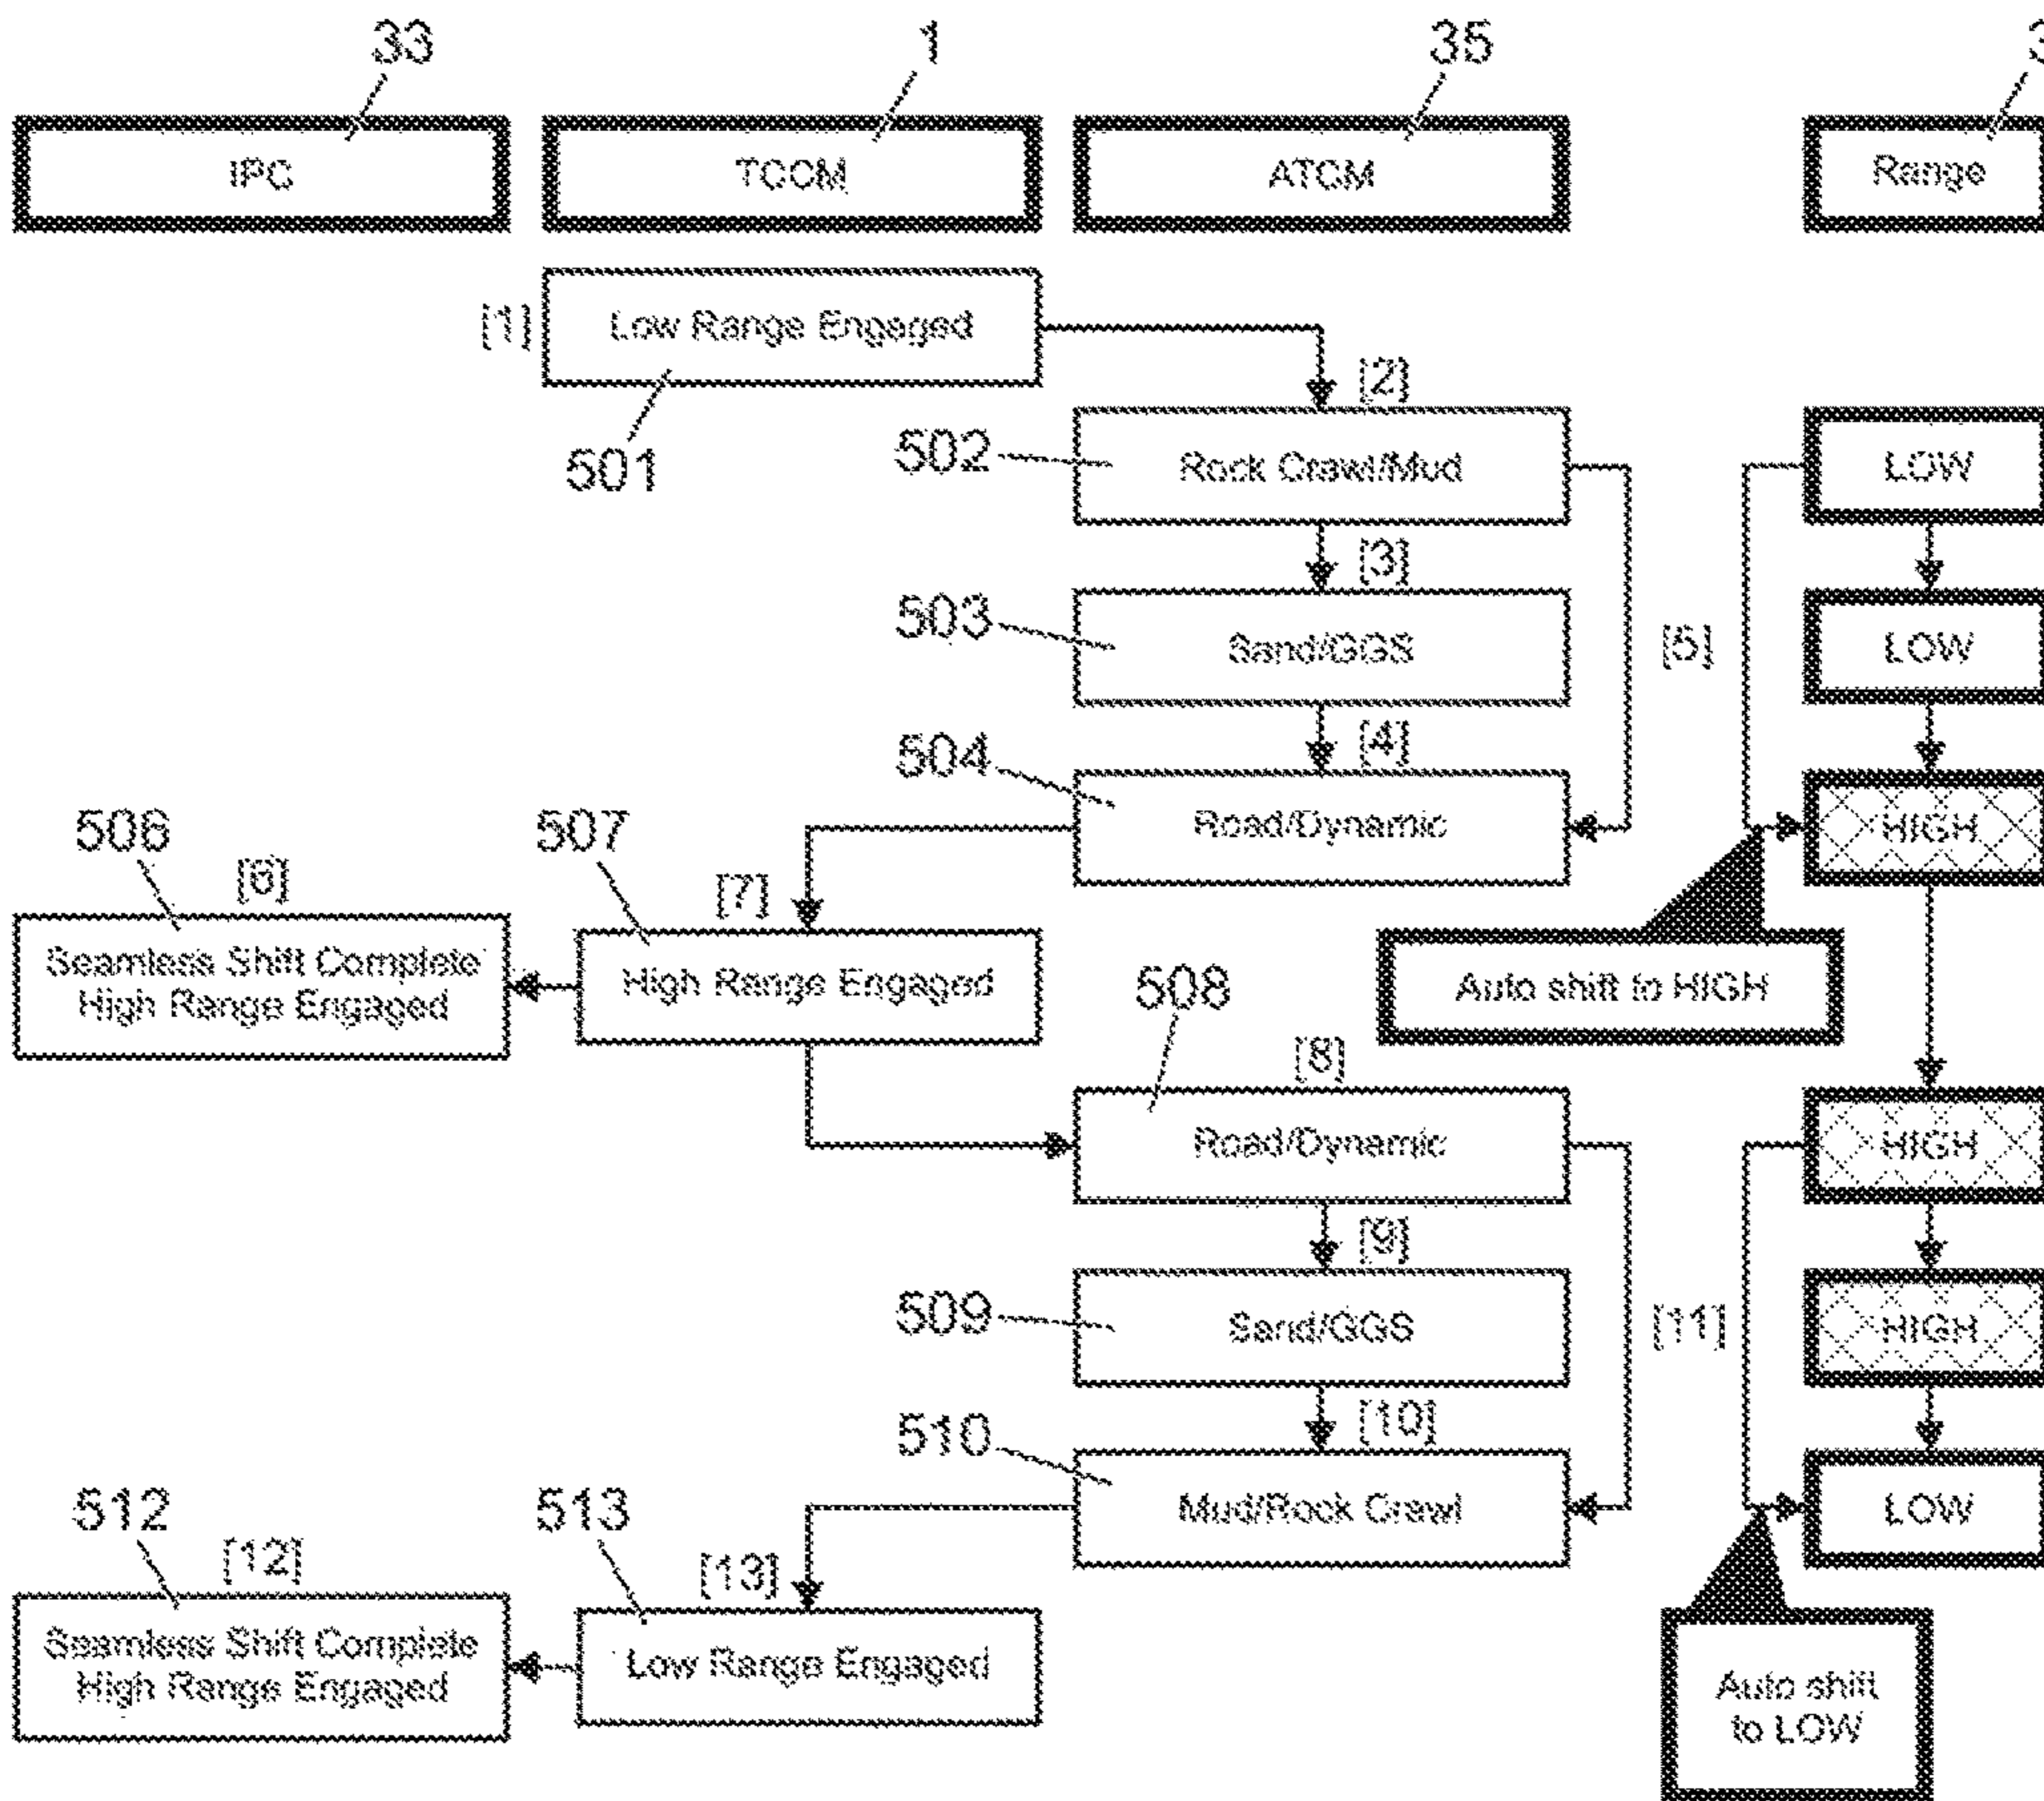 33
1
35
3
IPC
TCCM
ATCM
Range
[1]
Low Range Engaged
501
[2]
502
Rock Crawl/Mud
LOW
[3]
503
Sand/GGS
[5]
LOW
[4]
504
Road/Dynamic
HIGH
506
[6]
507
[7]
Seamless Shift Complete
High Range Engaged
High Range Engaged
Auto shift to HIGH
508
[8]
Road/Dynamic
HIGH
[9]
509
Sand/GGS
[11]
HIGH
[10]
510
Mud/Rock Crawl
LOW
512
[12]
513
[13]
Seamless Shift Complete
High Range Engaged
Low Range Engaged
Auto shift
to LOW